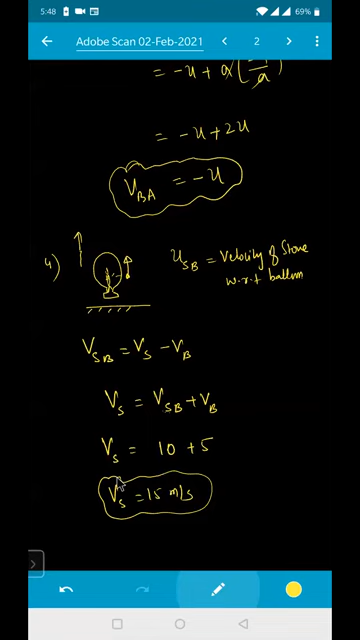 5:48
69%
Adobe Scan 02-Feb-2021
2
= -u + a(
a
= -u + 2u
V_BA = -u
4)
u_SB = Velocity of Stone
w.r.t balloon
V_SB = V_S - V_B
V_S = V_SB + V_B
V_S = 10 + 5
V_S = 15 m/s